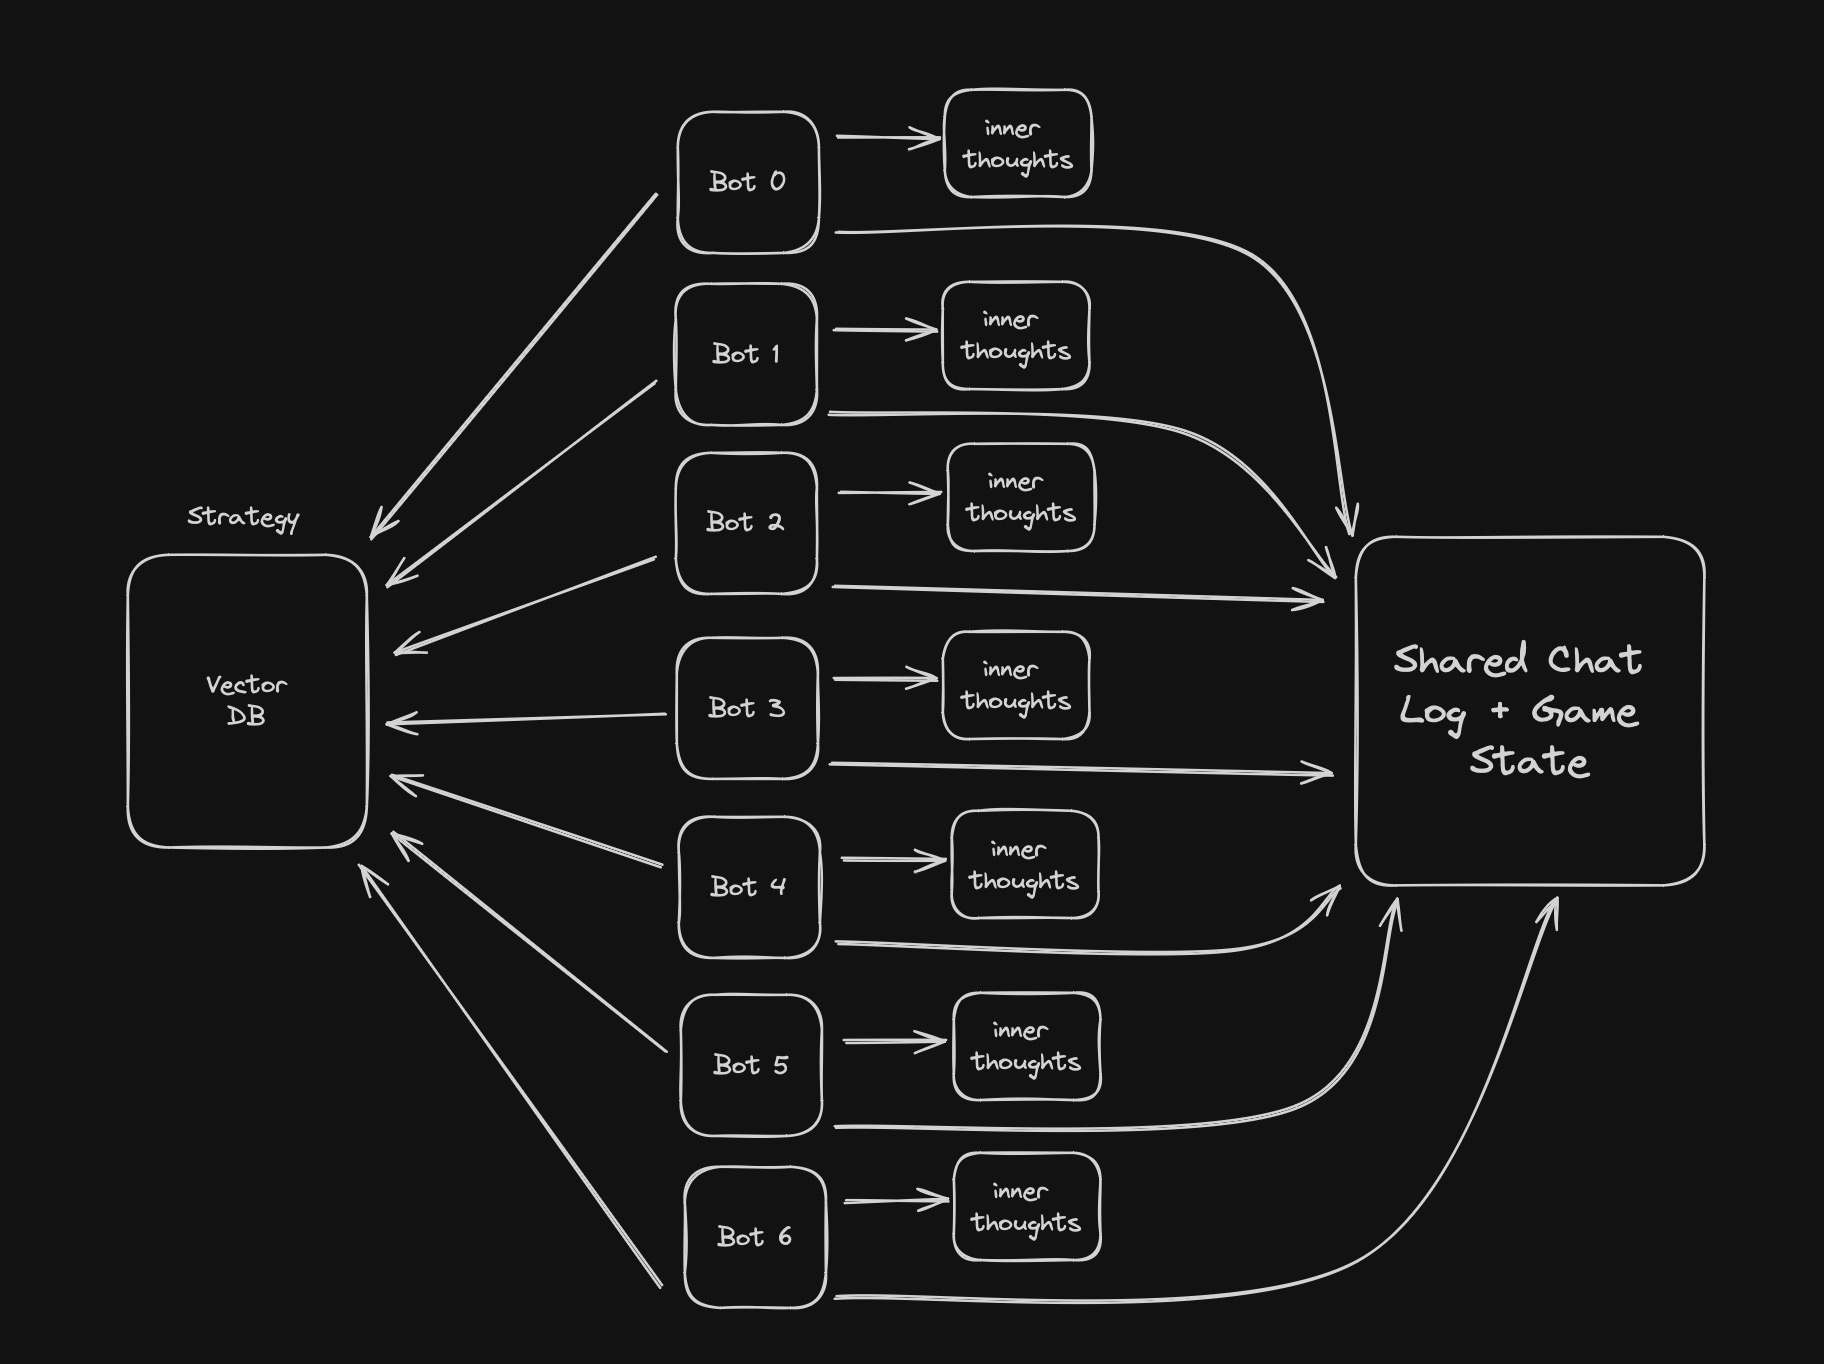 Strategy
Vector
DB
Bot 0
inner
thoughts
Bot 1
inner
thoughts
Bot 2
inner
thoughts
Bot 3
inner
thoughts
Bot 4
inner
thoughts
Bot 5
inner
thoughts
Bot 6
inner
thoughts
Shared Chat
Log + Game
State